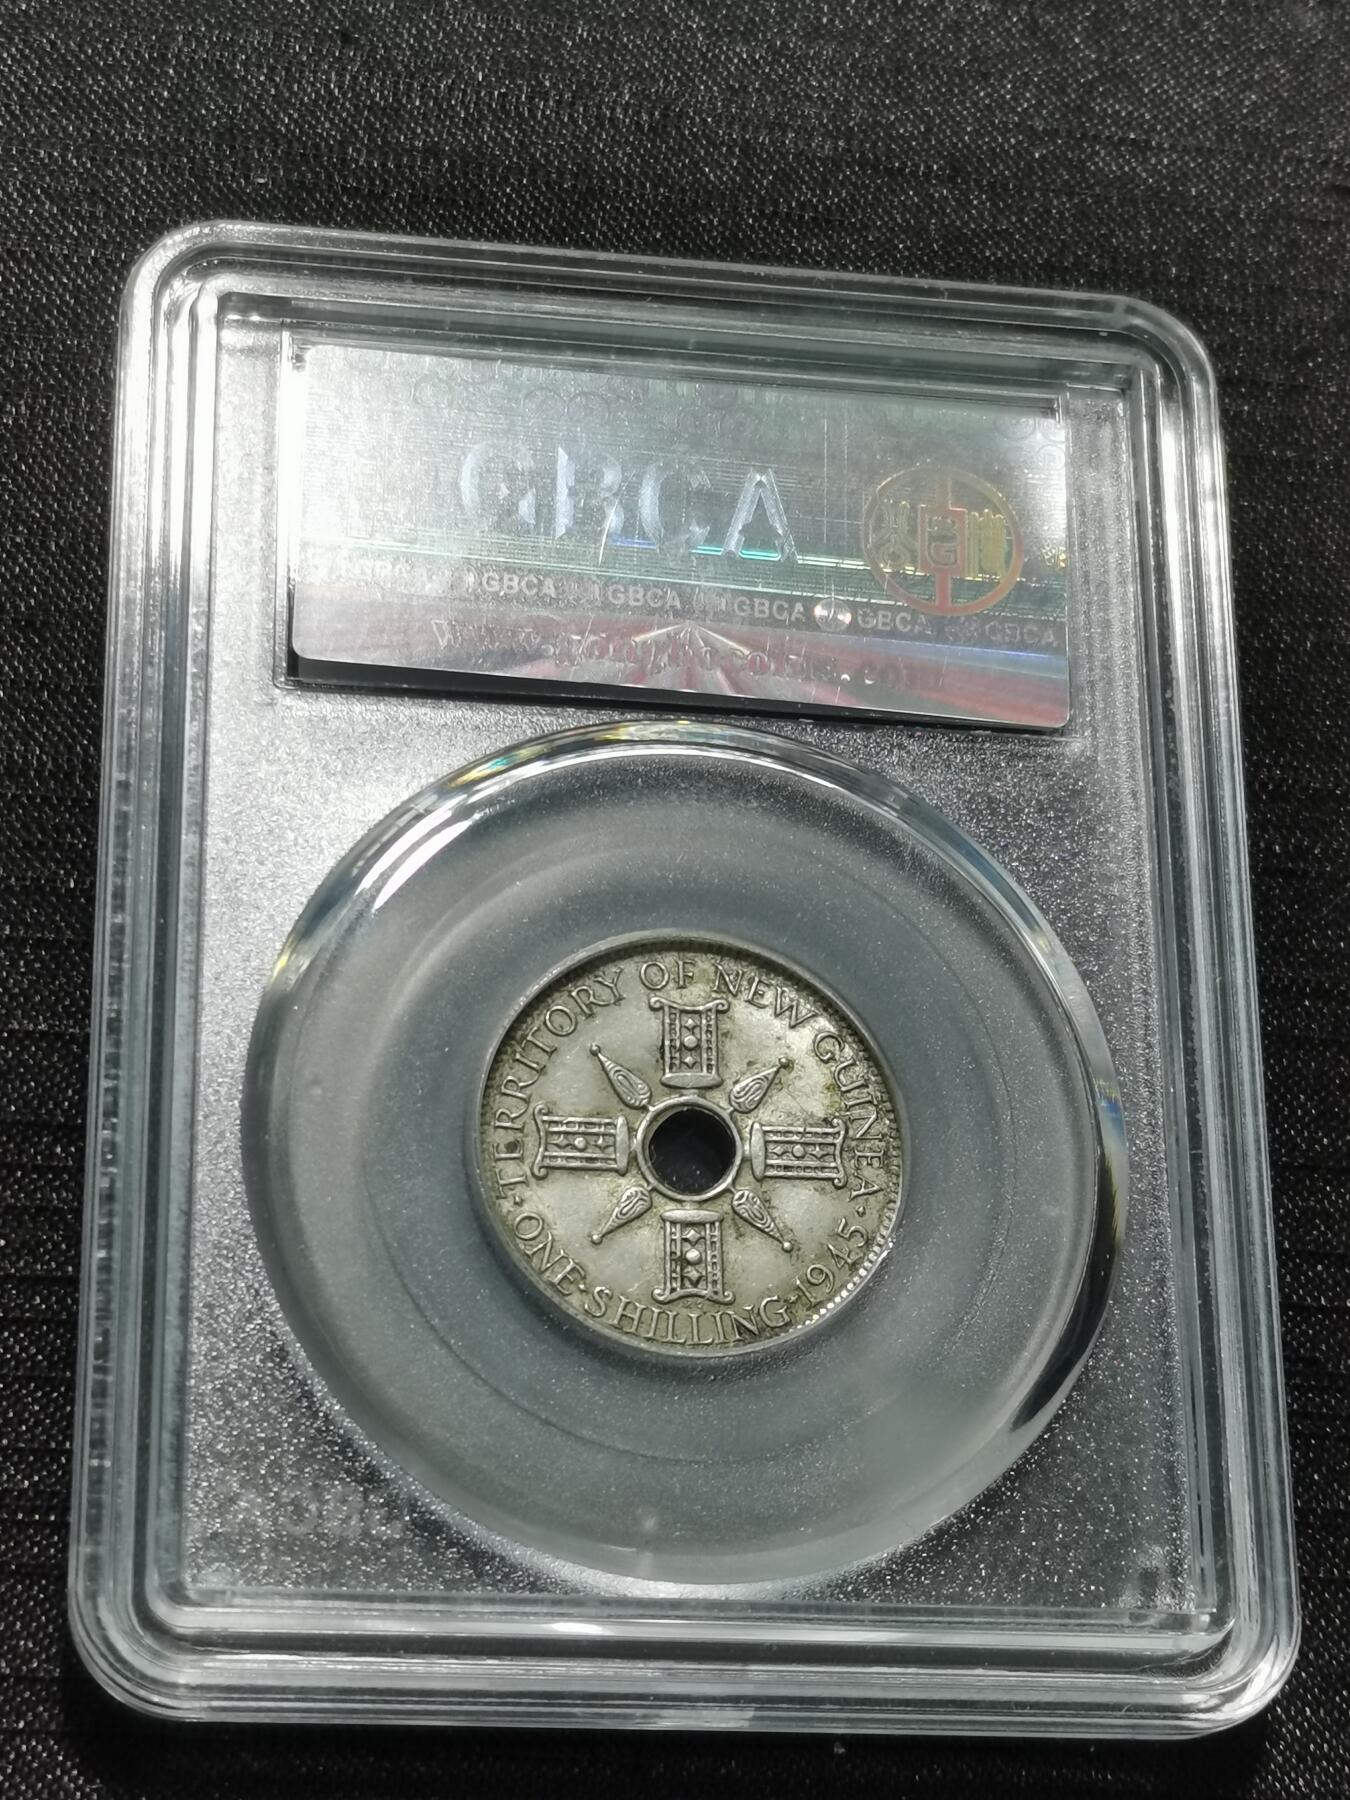 GBCA
GBCA GBCA GBCA GBCA GBCA
TERRITORY OF NEW GUINEA
·ONE·SHILLING·1945·